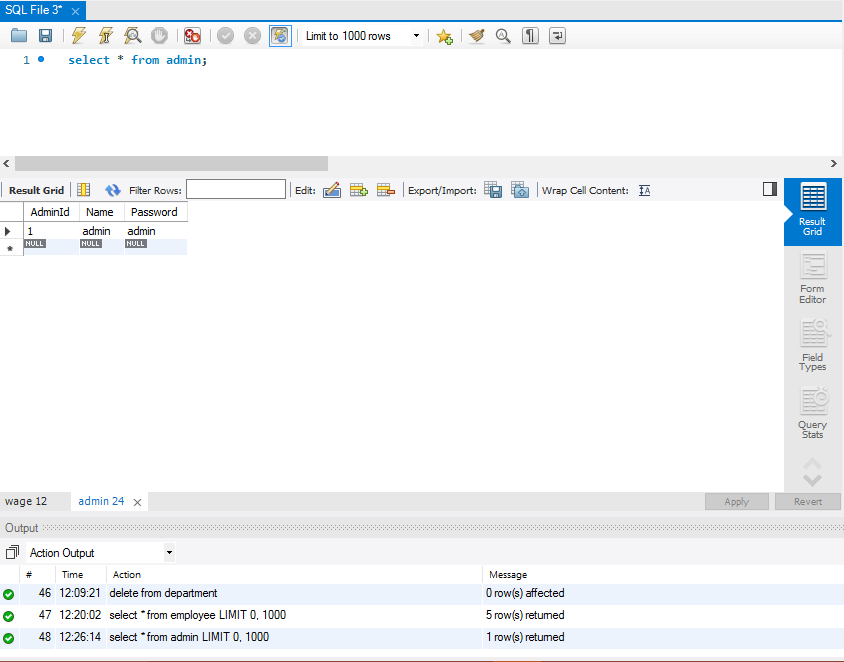 SQL File 3*
Limit to 1000 rows
1 select * from admin;
Result Grid Filter Rows: Edit: Export/Import: Wrap Cell Content:
AdminId Name Password
1 admin admin
NULL NULL NULL
Result
Grid
Form
Editor
Field
Types
Query
Stats
wage 12 admin 24 Apply Revert
Output
Action Output
# Time Action Message
46 12:09:21 delete from department 0 row(s) affected
47 12:20:02 select * from employee LIMIT 0, 1000 5 row(s) returned
48 12:26:14 select * from admin LIMIT 0, 1000 1 row(s) returned